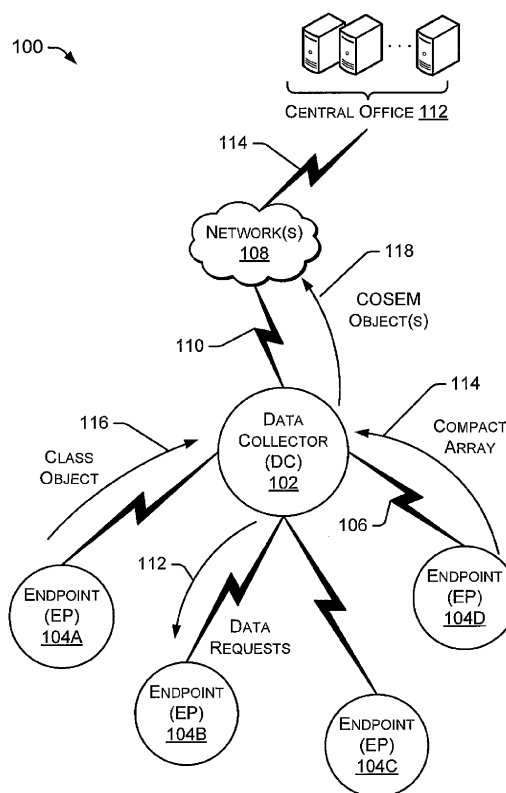 100
...
CENTRAL OFFICE 112
114
NETWORK(S)
108
118
COSEM
OBJECT(S)
110
114
116
DATA
COLLECTOR
(DC)
102
COMPACT
ARRAY
CLASS
OBJECT
106
112
ENDPOINT
(EP)
104D
ENDPOINT
(EP)
104A
DATA
REQUESTS
ENDPOINT
(EP)
104B
ENDPOINT
(EP)
104C